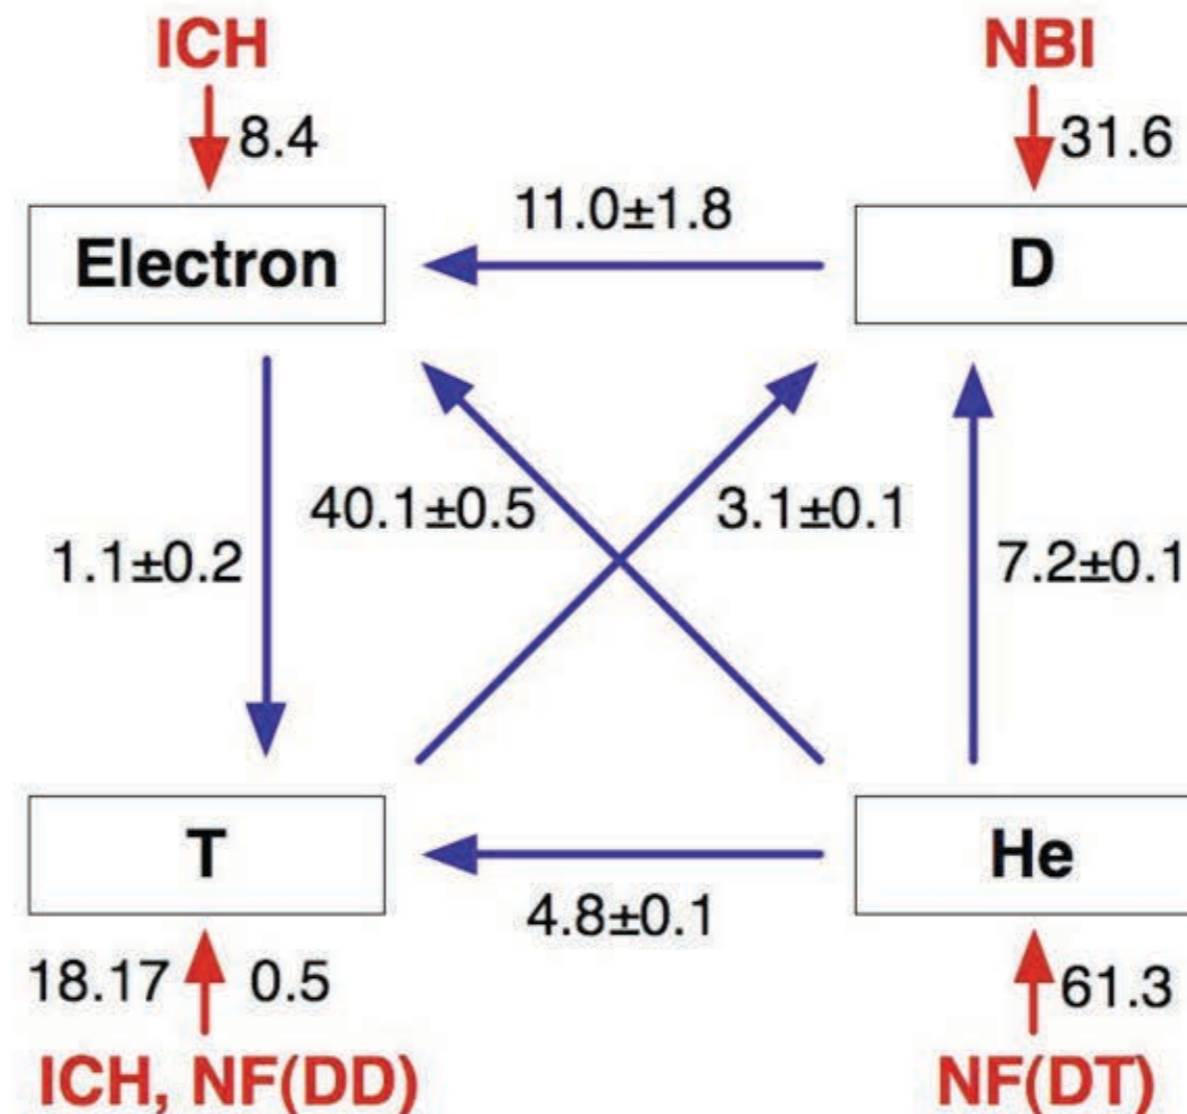 ICH NBI
8.4 31.6
11.0±1.8
Electron D
40.1±0.5 3.1±0.1
1.1±0.2 7.2±0.1
T He
4.8±0.1
18.17 0.5 61.3
ICH, NF(DD) NF(DT)